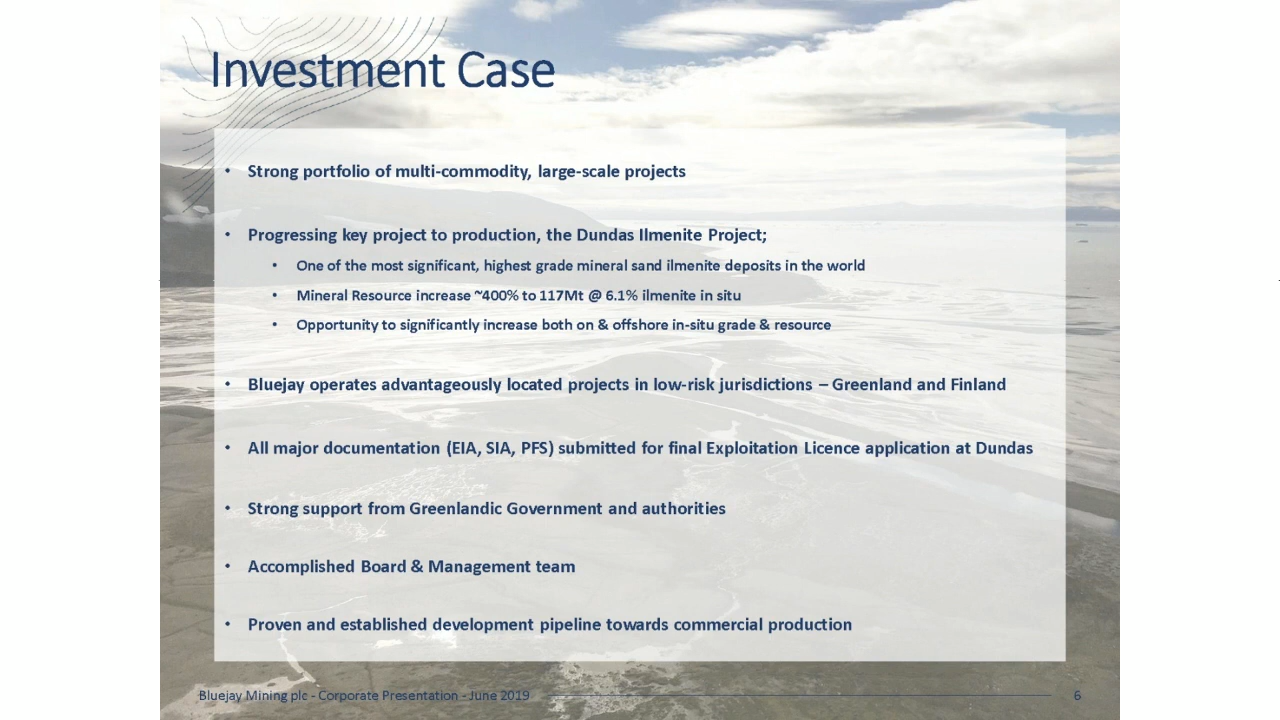 Investment Case
• Strong portfolio of multi-commodity, large-scale projects
• Progressing key project to production, the Dundas Ilmenite Project;
• One of the most significant, highest grade mineral sand ilmenite deposits in the world
• Mineral Resource increase ~400% to 117Mt @ 6.1% ilmenite in situ
• Opportunity to significantly increase both on & offshore in-situ grade & resource
• Bluejay operates advantageously located projects in low-risk jurisdictions – Greenland and Finland
• All major documentation (EIA, SIA, PFS) submitted for final Exploitation Licence application at Dundas
• Strong support from Greenlandic Government and authorities
• Accomplished Board & Management team
• Proven and established development pipeline towards commercial production
Bluejay Mining plc - Corporate Presentation - June 2019 6